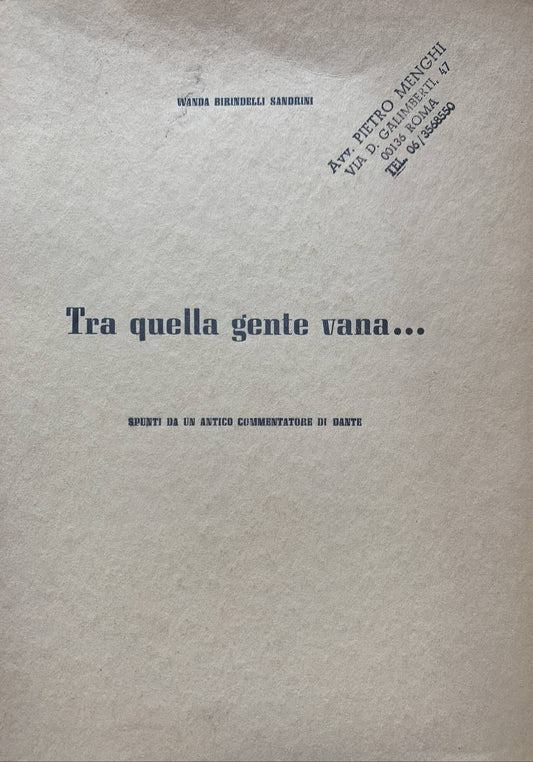 WANDA BIRINDELLI SANDRINI
Avv. PIETRO MENGHI
VIA D. GALIMBERTI, 47
00136 ROMA
TEL. 06/3568550
Tra quella gente vana...
SPUNTI DA UN ANTICO COMMENTATORE DI DANTE